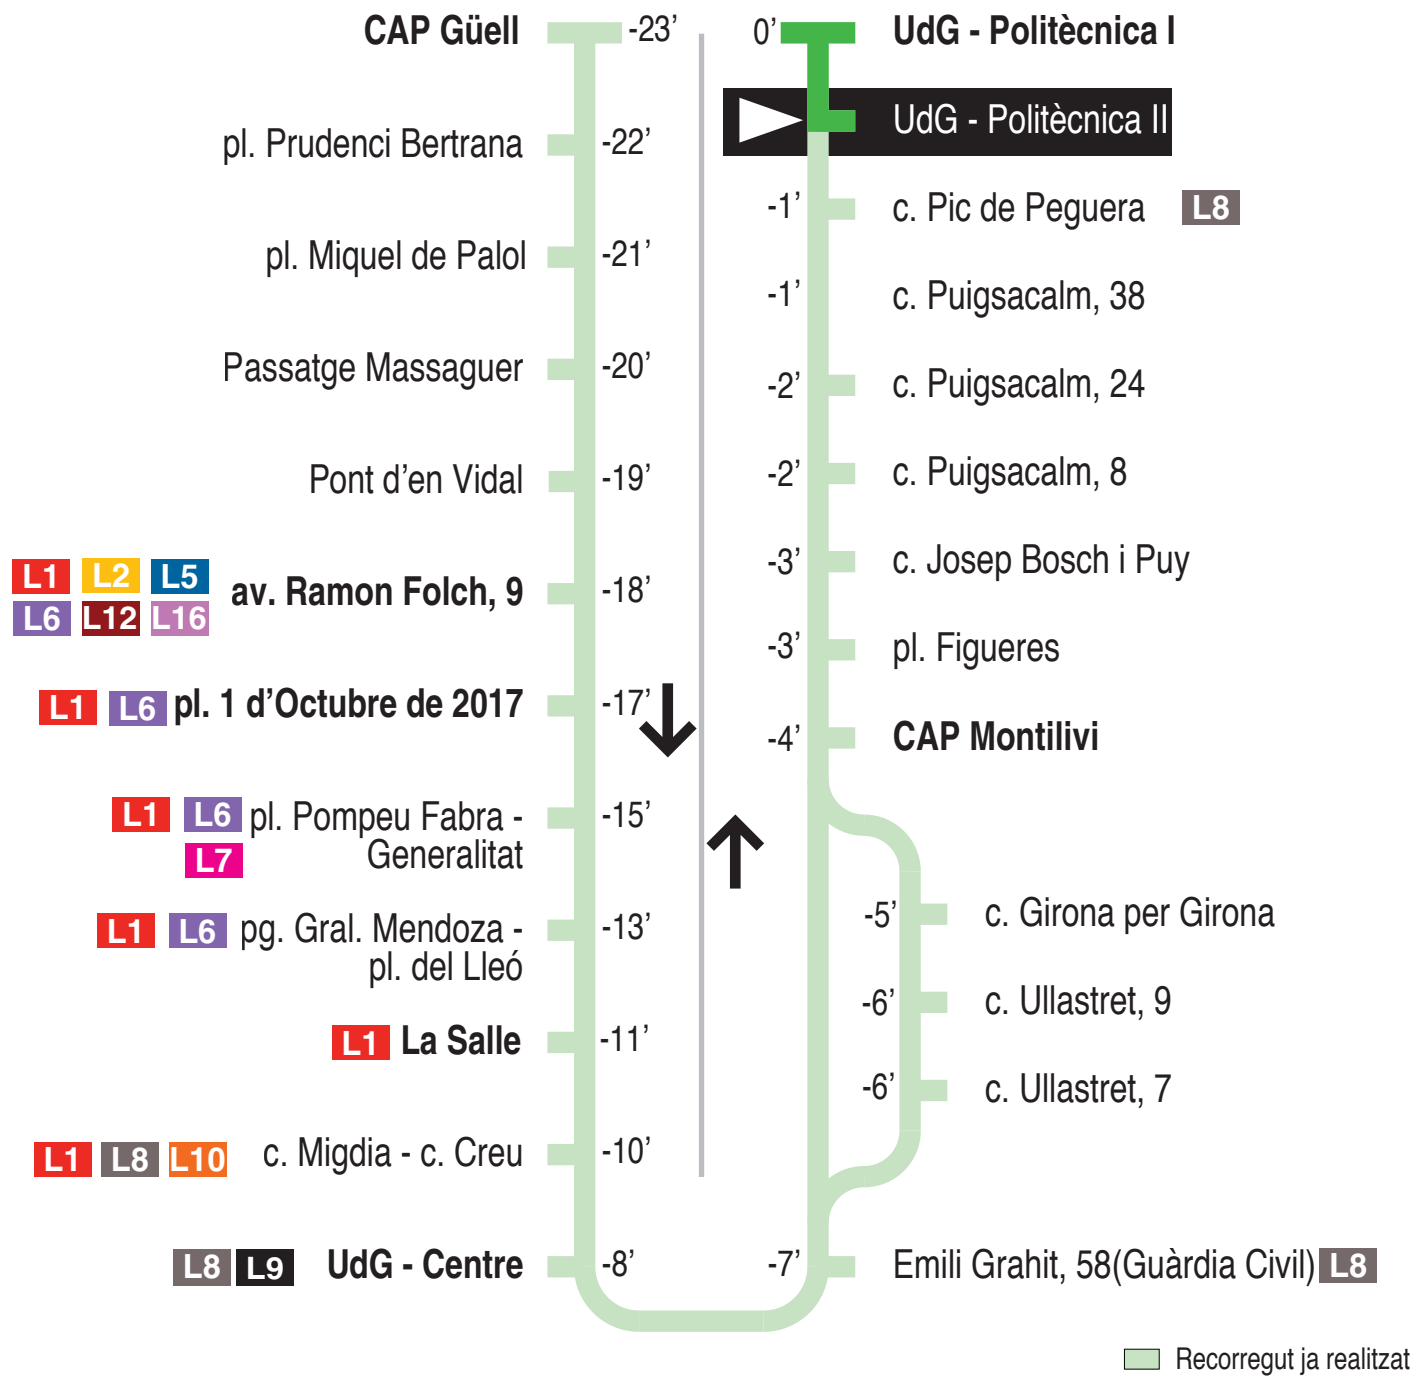 CAP Güell -23’
pl. Prudenci Bertrana -22’
pl. Miquel de Palol -21’
Passatge Massaguer -20’
Pont d’en Vidal -19’
L1 L2 L5
av. Ramon Folch, 9 -18’
L6 L12 L16
L1 L6 pl. 1 d’Octubre de 2017 -17’
L1 L6 pl. Pompeu Fabra - -15’
L7 Generalitat
L1 L6 pg. Gral. Mendoza - -13’
pl. del Lleó
L1 La Salle -11’
L1 L8 L10 c. Migdia - c. Creu -10’
L8 L9 UdG - Centre -8’
0’ UdG - Politècnica I
UdG - Politècnica II
-1’ c. Pic de Peguera L8
-1’ c. Puigsacalm, 38
-2’ c. Puigsacalm, 24
-2’ c. Puigsacalm, 8
-3’ c. Josep Bosch i Puy
-3’ pl. Figueres
-4’ CAP Montilivi
-5’ c. Girona per Girona
-6’ c. Ullastret, 9
-6’ c. Ullastret, 7
-7’ Emili Grahit, 58(Guàrdia Civil) L8
Recorregut ja realitzat